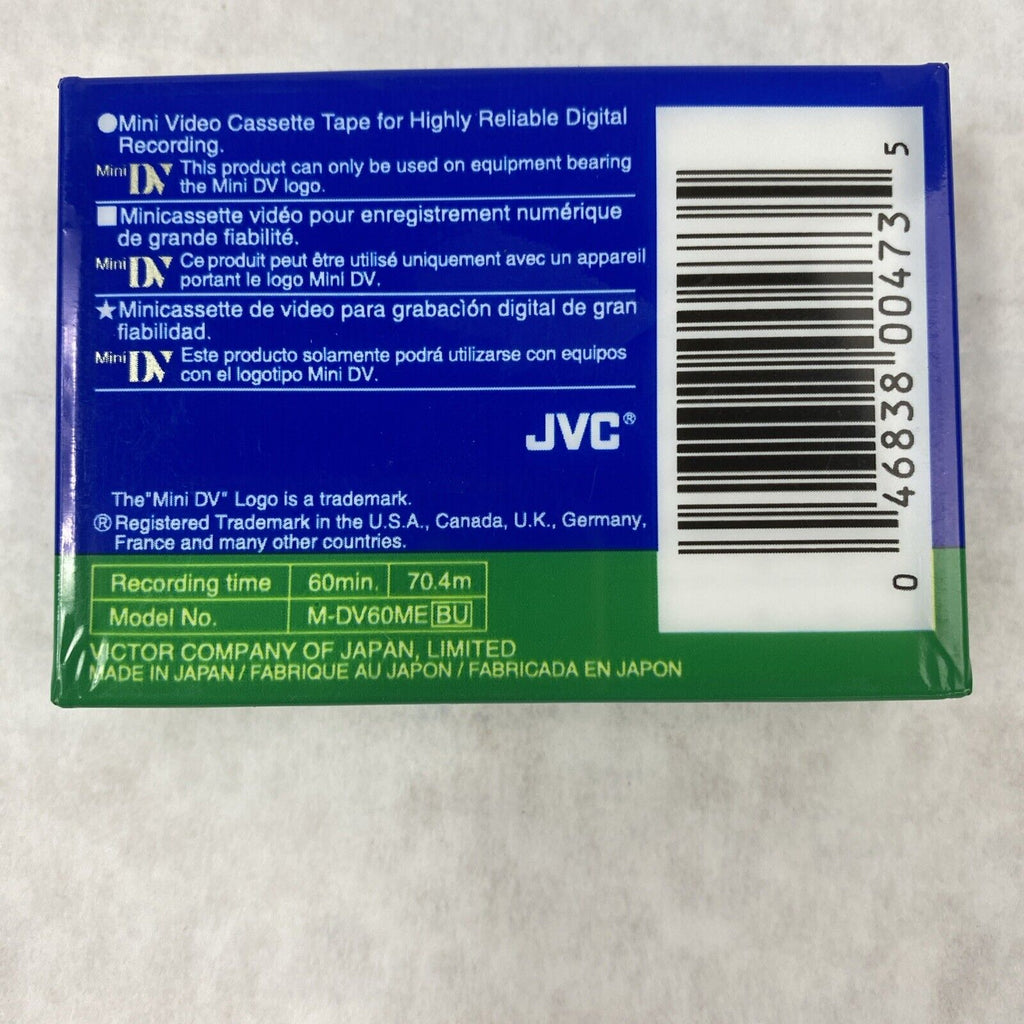 ●Mini Video Cassette Tape for Highly Reliable Digital
Recording.
Mini DV This product can only be used on equipment bearing
the Mini DV logo.
■Minicassette vidéo pour enregistrement numérique
de grande fiabilité.
Mini DV Ce produit peut être utilisé uniquement avec un appareil
portant le logo Mini DV.
★Minicassette de video para grabaciòn digital de gran
fiabilidad.
Mini DV Este producto solamente podrá utilizarse con equipos
con el logotipo Mini DV.
JVC®
The"Mini DV" Logo is a trademark.
®Registered Trademark in the U.S.A., Canada, U.K., Germany,
France and many other countries.
Recording time 60min. 70.4m
Model No. M-DV60ME BU
VICTOR COMPANY OF JAPAN, LIMITED
MADE IN JAPAN / FABRIQUE AU JAPON / FABRICADA EN JAPON
0 46838 00473 5